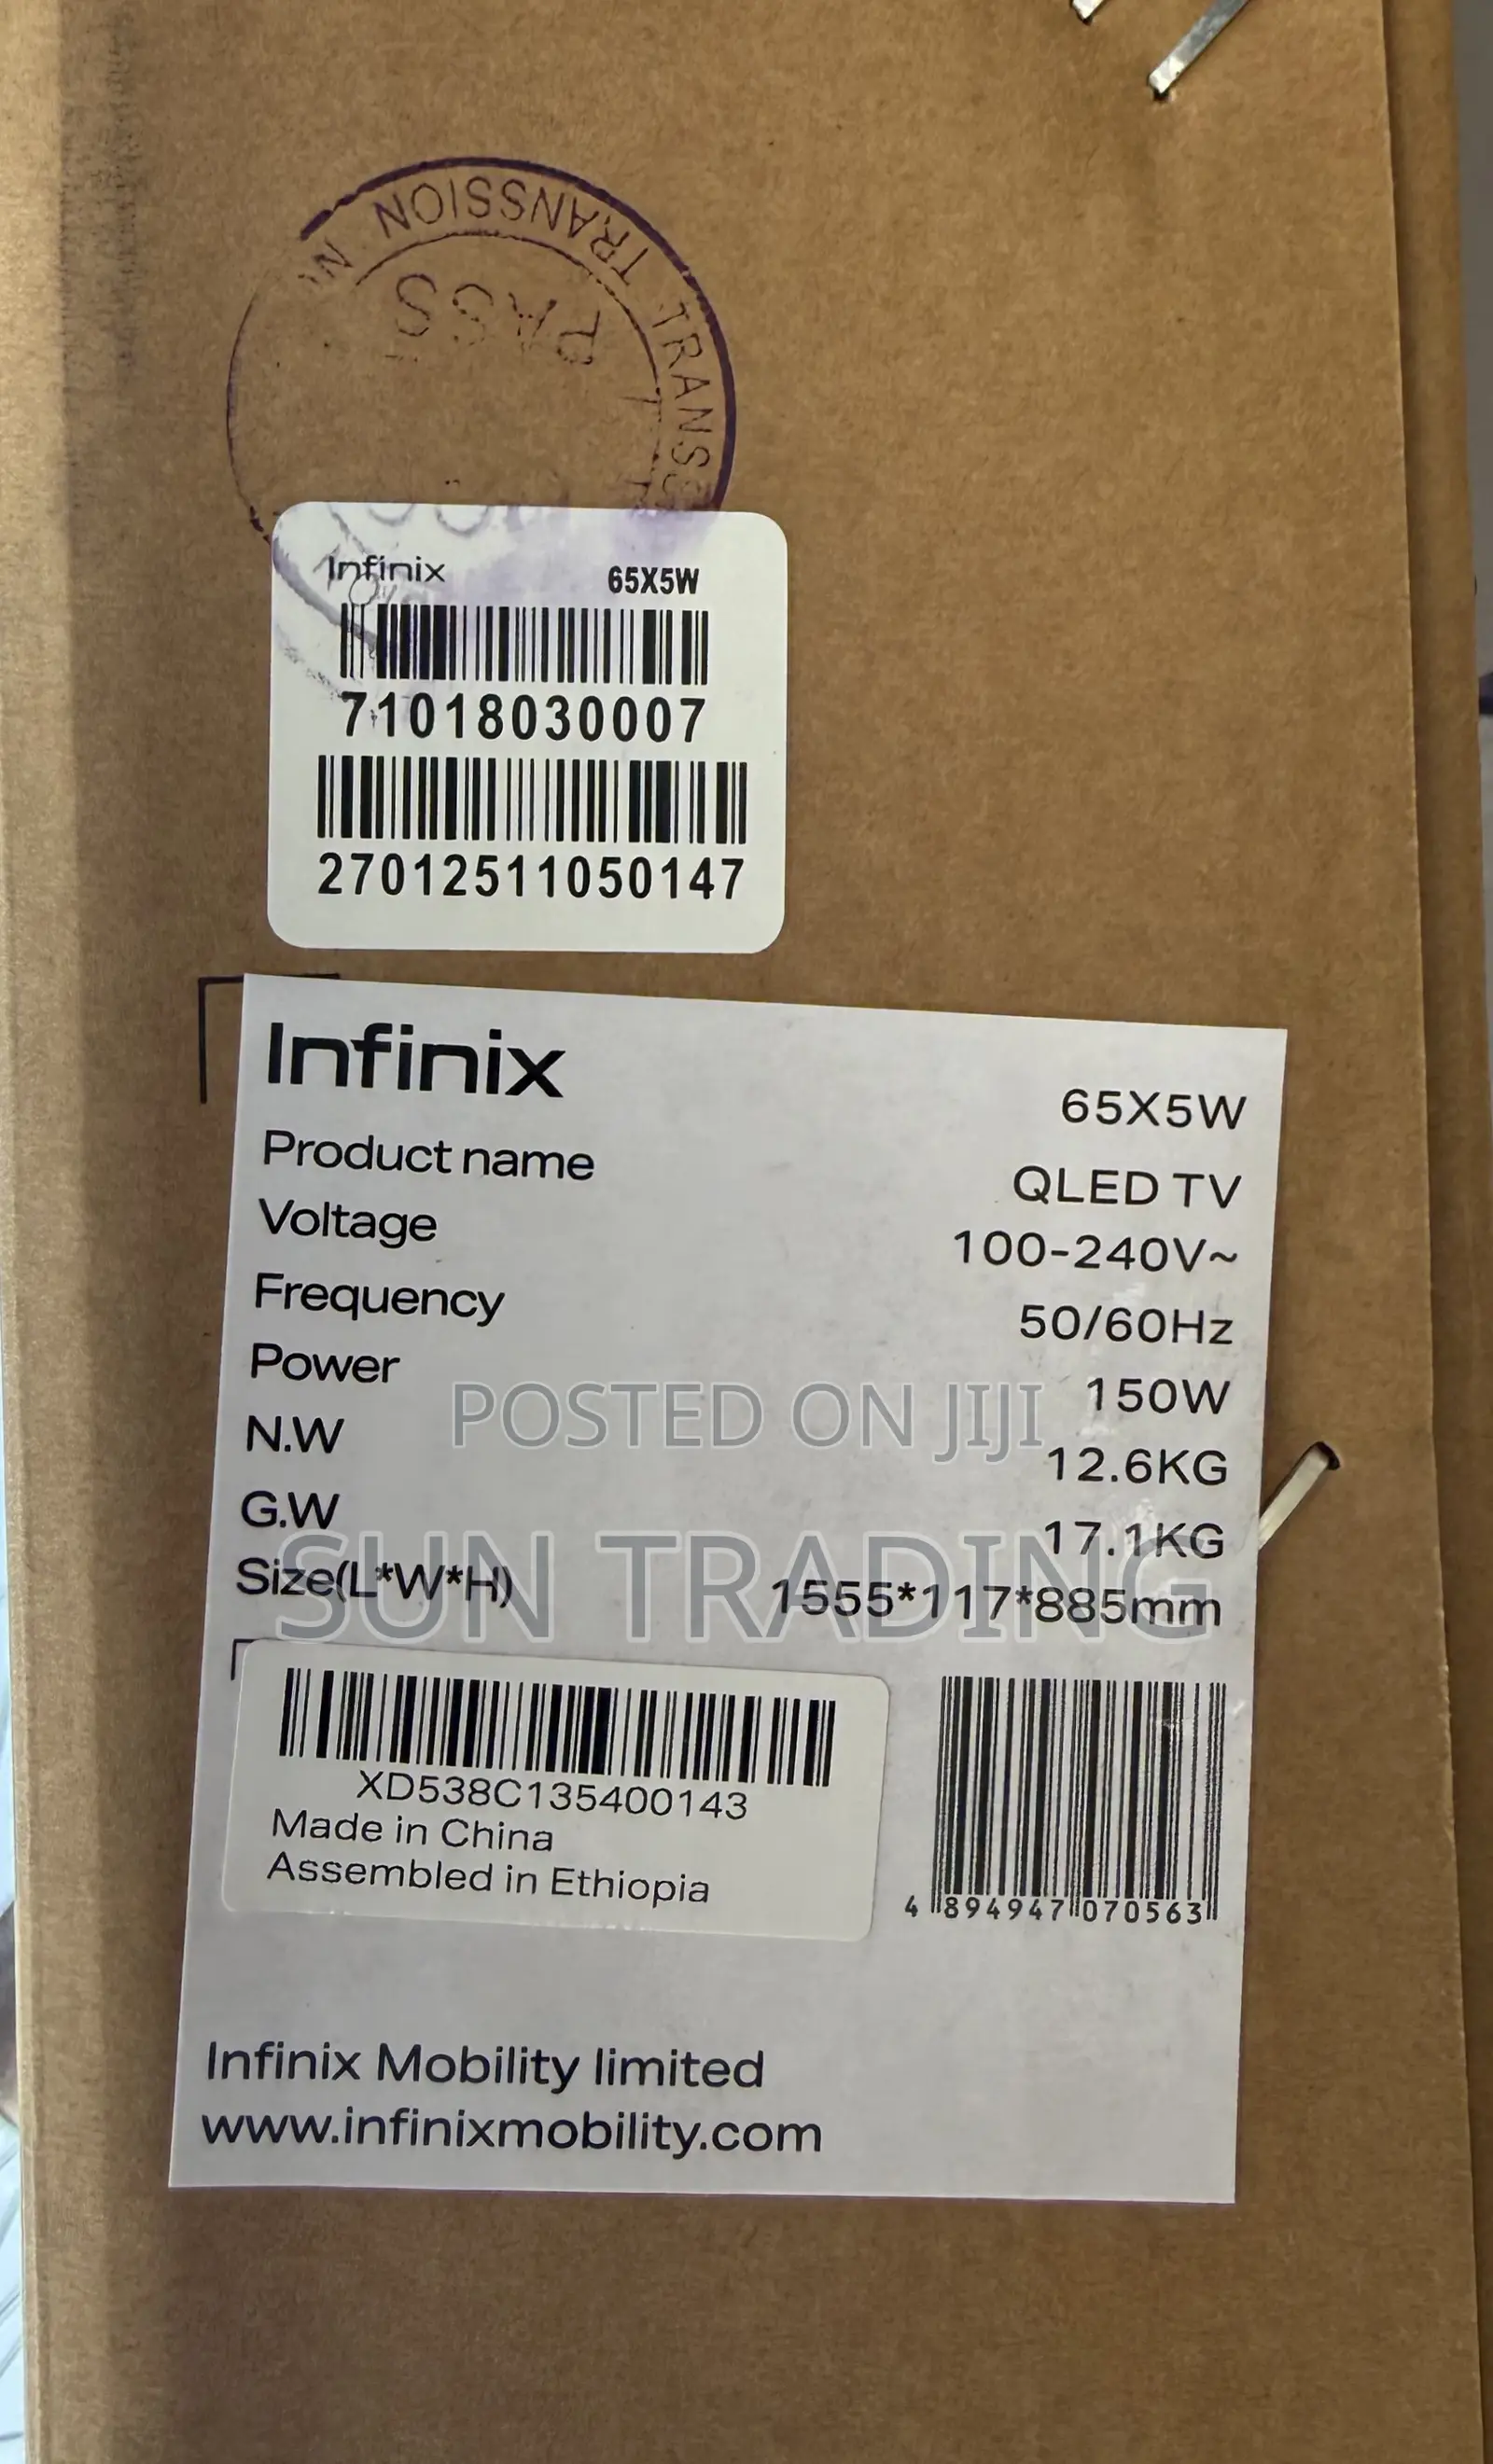 TRANSSION
TRANSS
PASS
Infinix 65X5W
71018030007
27012511050147
Infinix 65X5W
Product name QLED TV
Voltage 100-240V~
Frequency 50/60Hz
Power 150W
N.W 12.6KG
G.W 17.1KG
Size(L*W*H) 1555*117*885mm
POSTED ON JIJI
SUN TRADING
XD538C135400143
Made in China
Assembled in Ethiopia
4 894947 070563
Infinix Mobility limited
www.infinixmobility.com